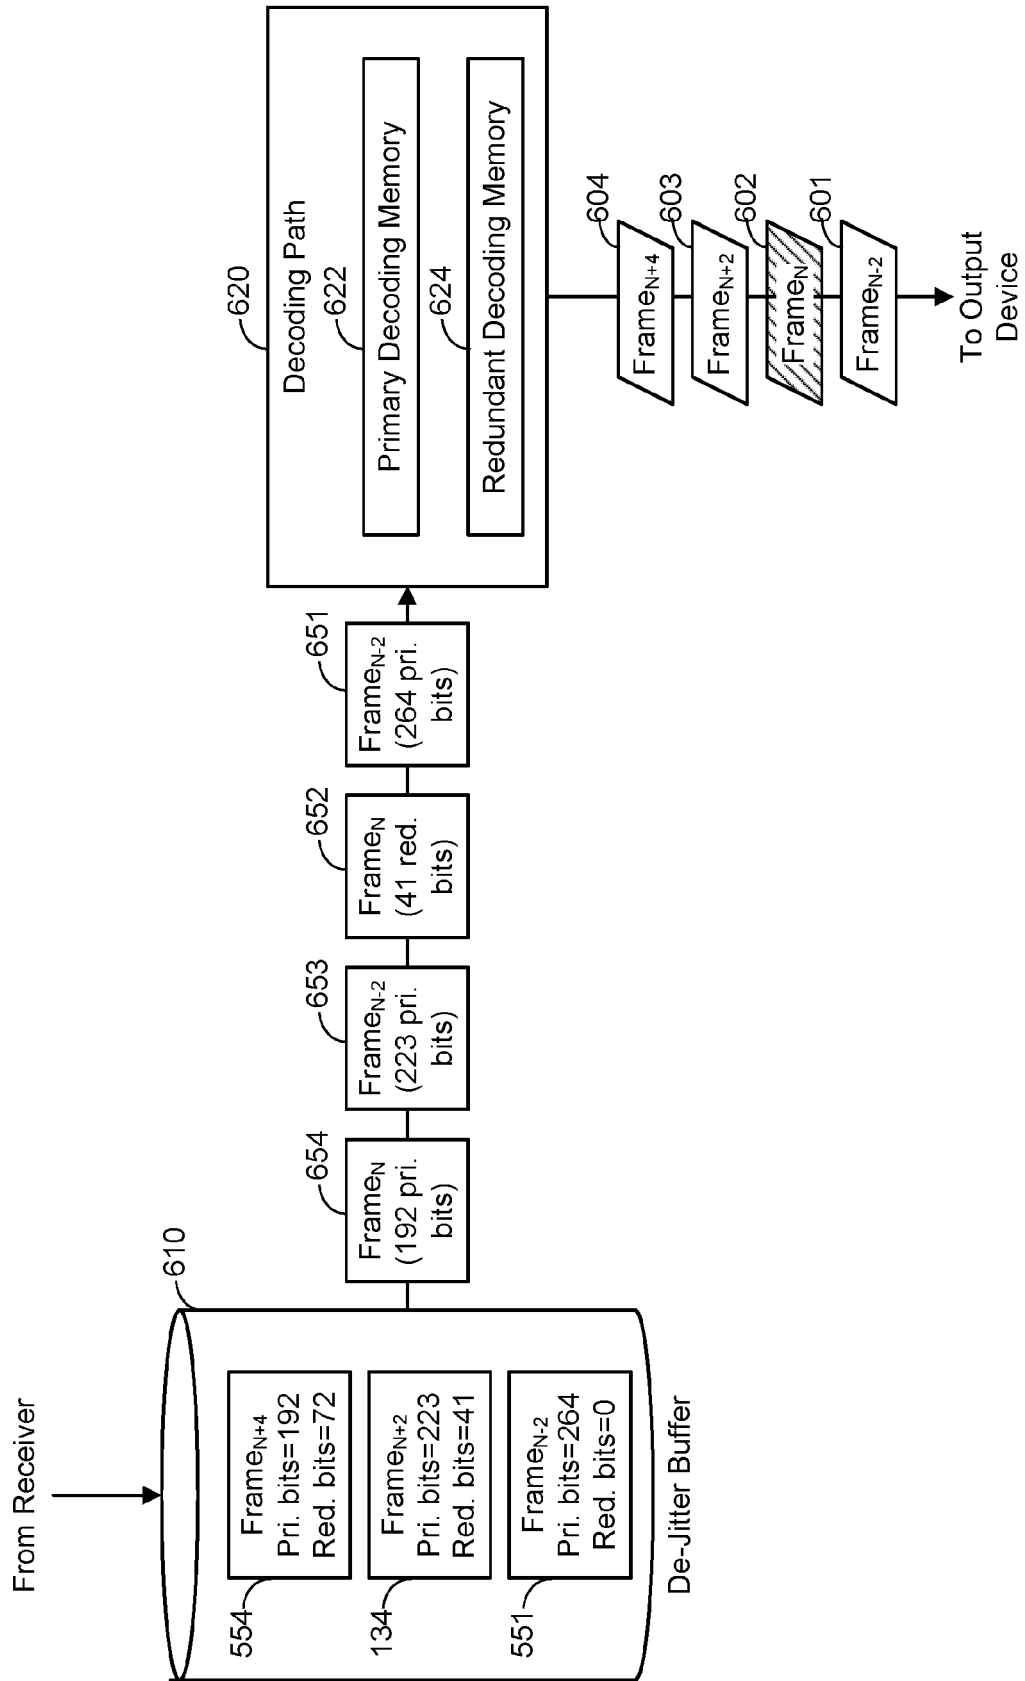 From Receiver
610
554
Frame_N+4
Pri. bits=192
Red. bits=72
134
Frame_N+2
Pri. bits=223
Red. bits=41
551
Frame_N-2
Pri. bits=264
Red. bits=0
De-Jitter Buffer
654
Frame_N
(192 pri.
bits)
653
Frame_N-2
(223 pri.
bits)
652
Frame_N
(41 red.
bits)
651
Frame_N-2
(264 pri.
bits)
620
Decoding Path
622
Primary Decoding Memory
624
Redundant Decoding Memory
604
Frame_N+4
603
Frame_N+2
602
Frame_N
601
Frame_N-2
To Output
Device